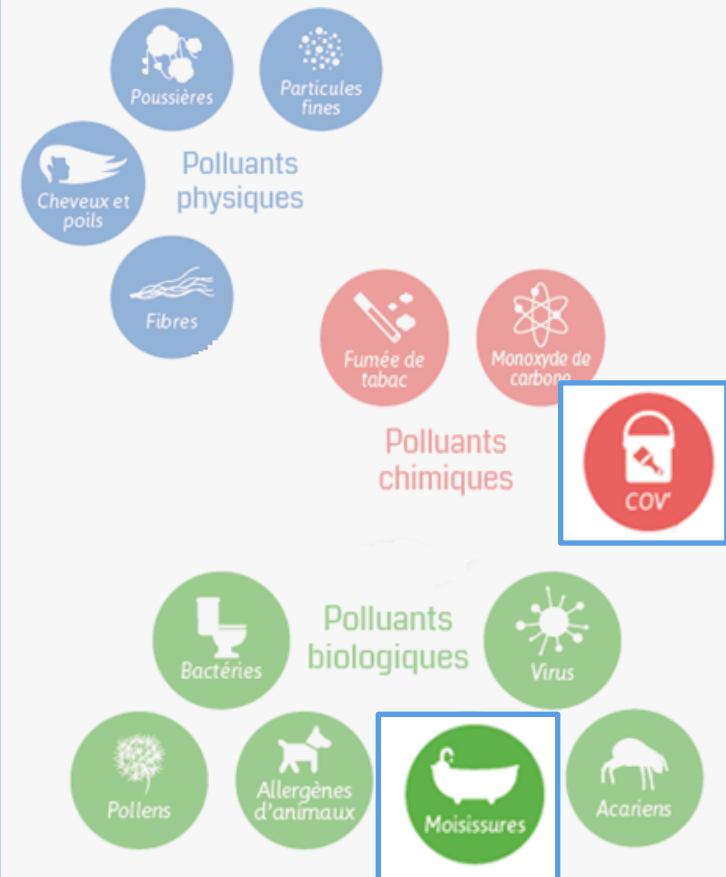 Poussières
Particules
fines
Polluants
physiques
Cheveux et
poils
Fibres
Fumée de
tabac
Monoxyde de
carbone
Polluants
chimiques
COV'
Polluants
biologiques
Bactéries
Virus
Pollens
Allergènes
d'animaux
Moisissures
Acariens